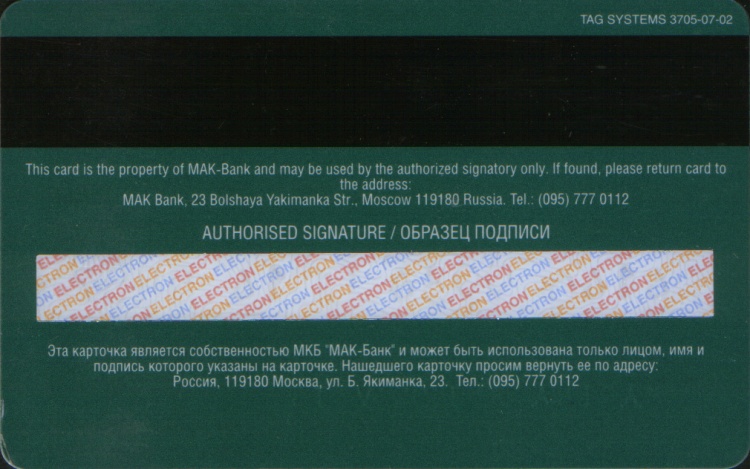 TAG SYSTEMS 3705-07-02
This card is the property of MAK-Bank and may be used by the authorized signatory only. If found, please return card to
the address:
MAK Bank, 23 Bolshaya Yakimanka Str., Moscow 119180 Russia. Tel.: (095) 777 0112
AUTHORISED SIGNATURE / ОБРАЗЕЦ ПОДПИСИ
ELECTRON ELECTRON ELECTRON ELECTRON ELECTRON ELECTRON
Эта карточка является собственностью МКБ "МАК-Банк" и может быть использована только лицом, имя и
подпись которого указаны на карточке. Нашедшего карточку просим вернуть ее по адресу:
Россия, 119180 Москва, ул. Б. Якиманка, 23. Тел.: (095) 777 0112